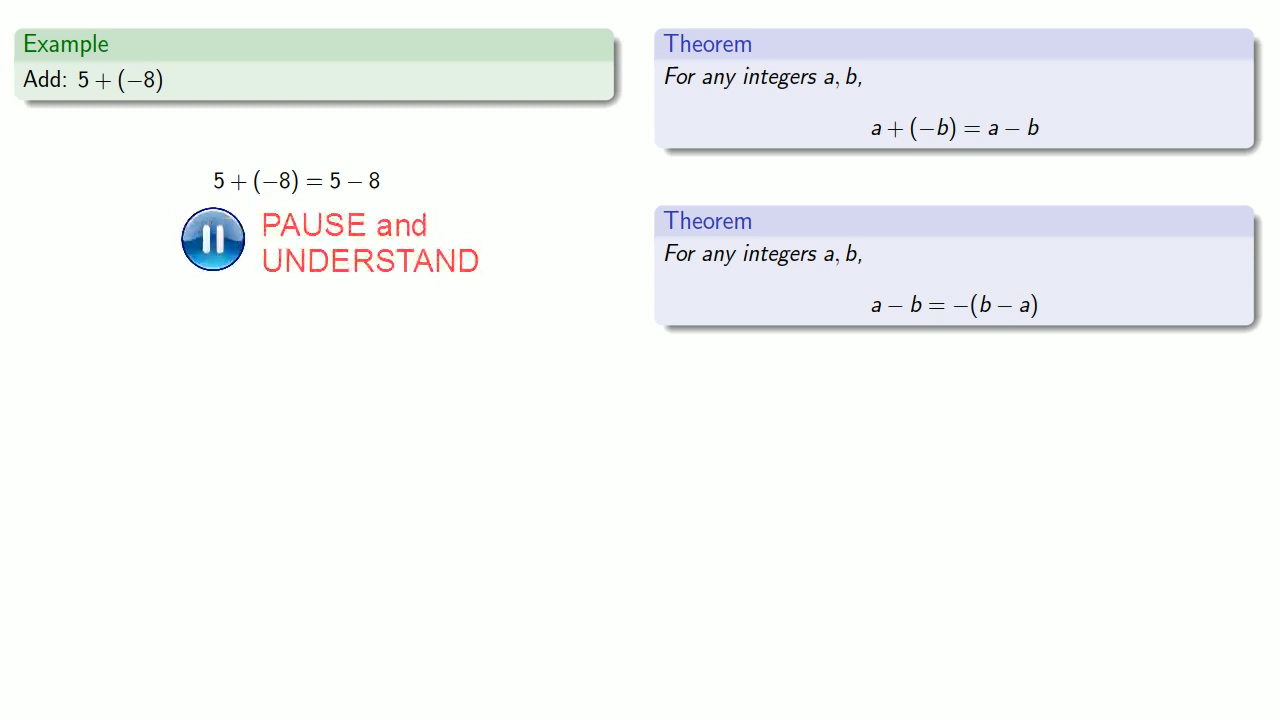 Example
Add: 5 + (−8)
5 + (−8) = 5 − 8
PAUSE and
UNDERSTAND
Theorem
For any integers a, b,
a + (−b) = a − b
Theorem
For any integers a, b,
a − b = −(b − a)